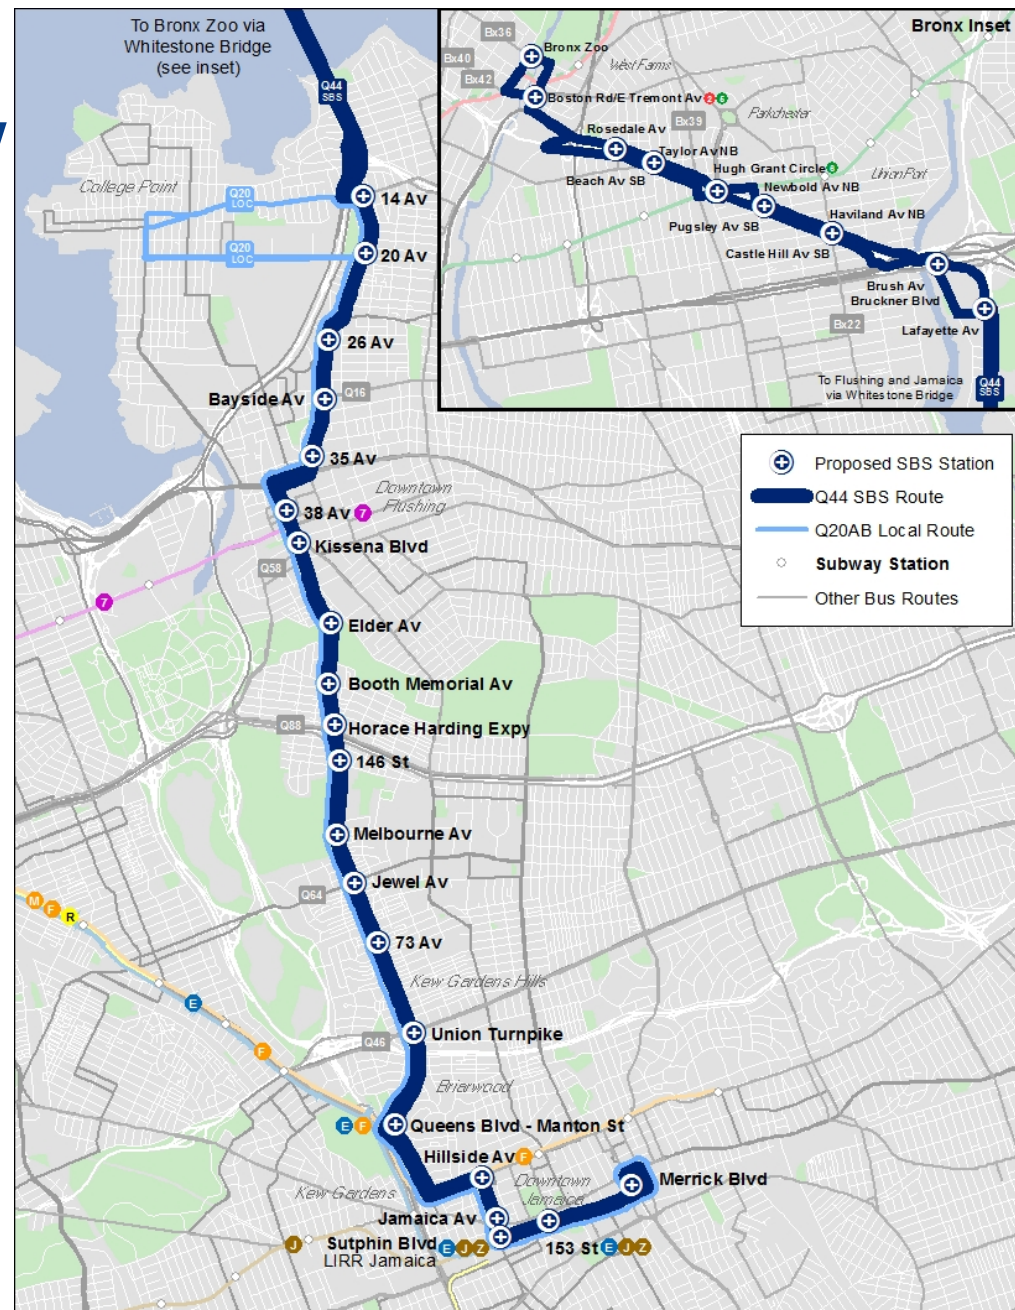 To Bronx Zoo via
Whitestone Bridge
(see inset)
Q44
SBS
College Point
Q20
LOC
Q20
LOC
14 Av
20 Av
26 Av
Bayside Av
Q16
35 Av
Downtown
Flushing
38 Av 7
Kissena Blvd
Q58
7
Elder Av
Booth Memorial Av
Q88
Horace Harding Expy
146 St
Melbourne Av
Jewel Av
Q64
M F R
73 Av
Kew Gardens Hills
E
Union Turnpike
Q46
F
Briarwood
E F
Queens Blvd - Manton St
Hillside Av F
Kew Gardens
Downtown
Jamaica
Merrick Blvd
Jamaica Av
J
Sutphin Blvd E J Z
LIRR Jamaica
153 St E J Z
Bronx Inset
Bx36
Bronx Zoo
Bx40
Bx42
West Farms
Boston Rd/E Tremont Av 2 5
Bx39
Parkchester
Rosedale Av
Taylor Av NB
Beach Av SB
Hugh Grant Circle 6
Unionport
Newbold Av NB
Pugsley Av SB
Haviland Av NB
Castle Hill Av SB
Brush Av
Bruckner Blvd
Bx22
Lafayette Av
To Flushing and Jamaica
via Whitestone Bridge
Q44
SBS
Proposed SBS Station
Q44 SBS Route
Q20AB Local Route
Subway Station
Other Bus Routes